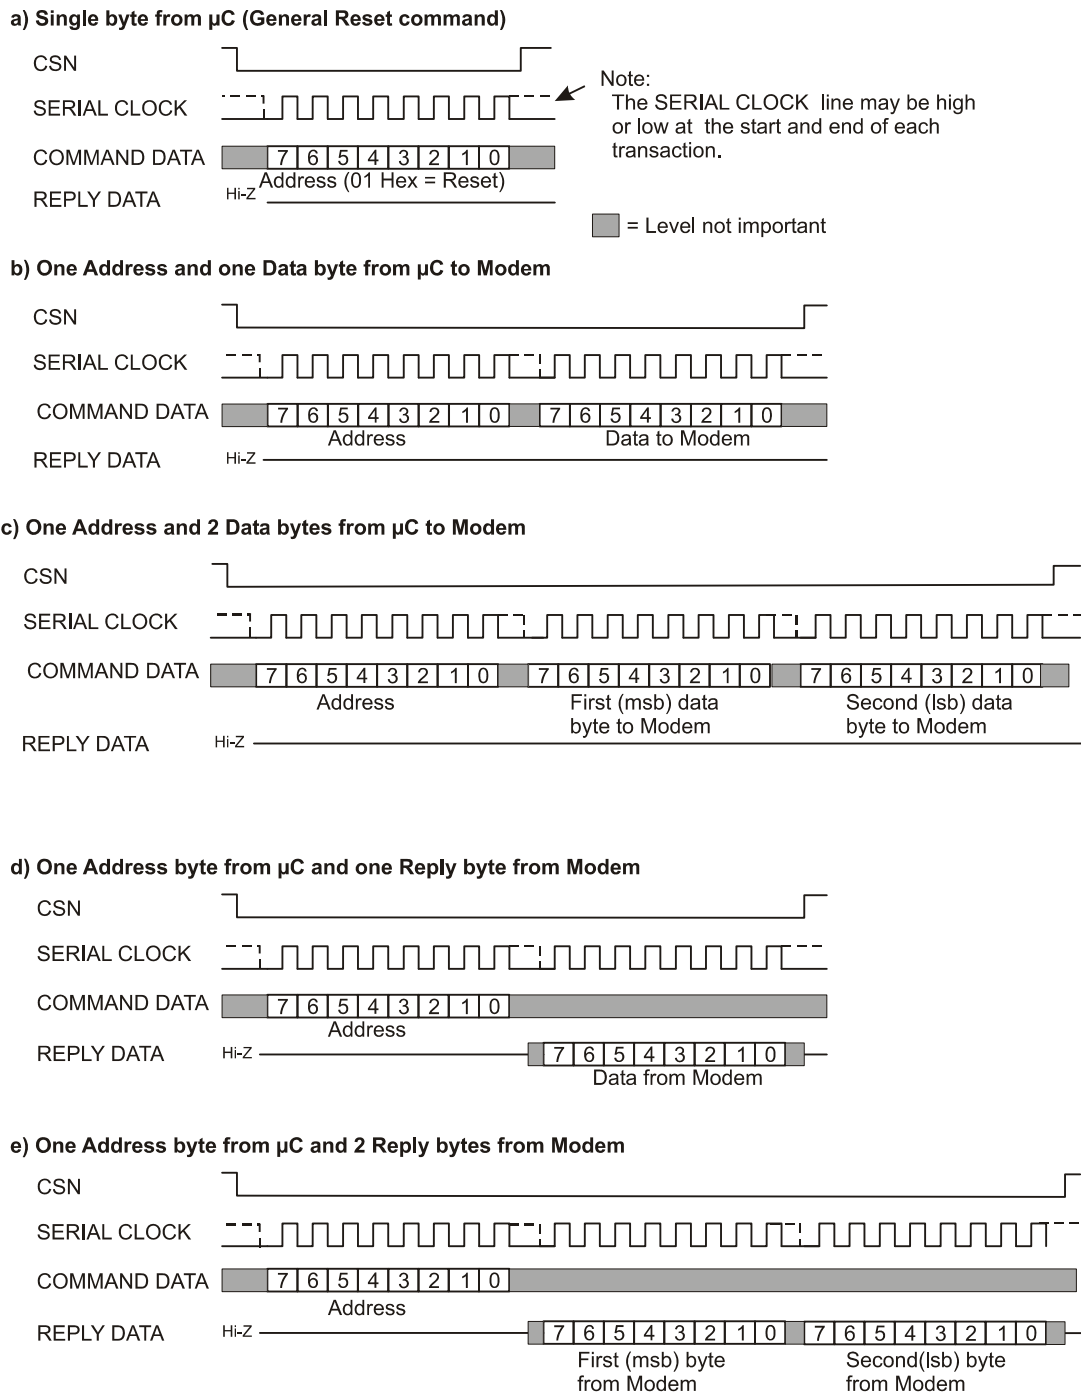 a) Single byte from µC (General Reset command)
CSN
SERIAL CLOCK
Note:
The SERIAL CLOCK line may be high
or low at the start and end of each
transaction.
COMMAND DATA 7 6 5 4 3 2 1 0
Address (01 Hex = Reset)
REPLY DATA Hi-Z
= Level not important
b) One Address and one Data byte from µC to Modem
CSN
SERIAL CLOCK
COMMAND DATA 7 6 5 4 3 2 1 0 7 6 5 4 3 2 1 0
Address Data to Modem
REPLY DATA Hi-Z
c) One Address and 2 Data bytes from µC to Modem
CSN
SERIAL CLOCK
COMMAND DATA 7 6 5 4 3 2 1 0 7 6 5 4 3 2 1 0 7 6 5 4 3 2 1 0
Address First (msb) data Second (lsb) data
byte to Modem byte to Modem
REPLY DATA Hi-Z
d) One Address byte from µC and one Reply byte from Modem
CSN
SERIAL CLOCK
COMMAND DATA 7 6 5 4 3 2 1 0
Address
REPLY DATA Hi-Z 7 6 5 4 3 2 1 0
Data from Modem
e) One Address byte from µC and 2 Reply bytes from Modem
CSN
SERIAL CLOCK
COMMAND DATA 7 6 5 4 3 2 1 0
Address
REPLY DATA Hi-Z 7 6 5 4 3 2 1 0 7 6 5 4 3 2 1 0
First (msb) byte Second(lsb) byte
from Modem from Modem